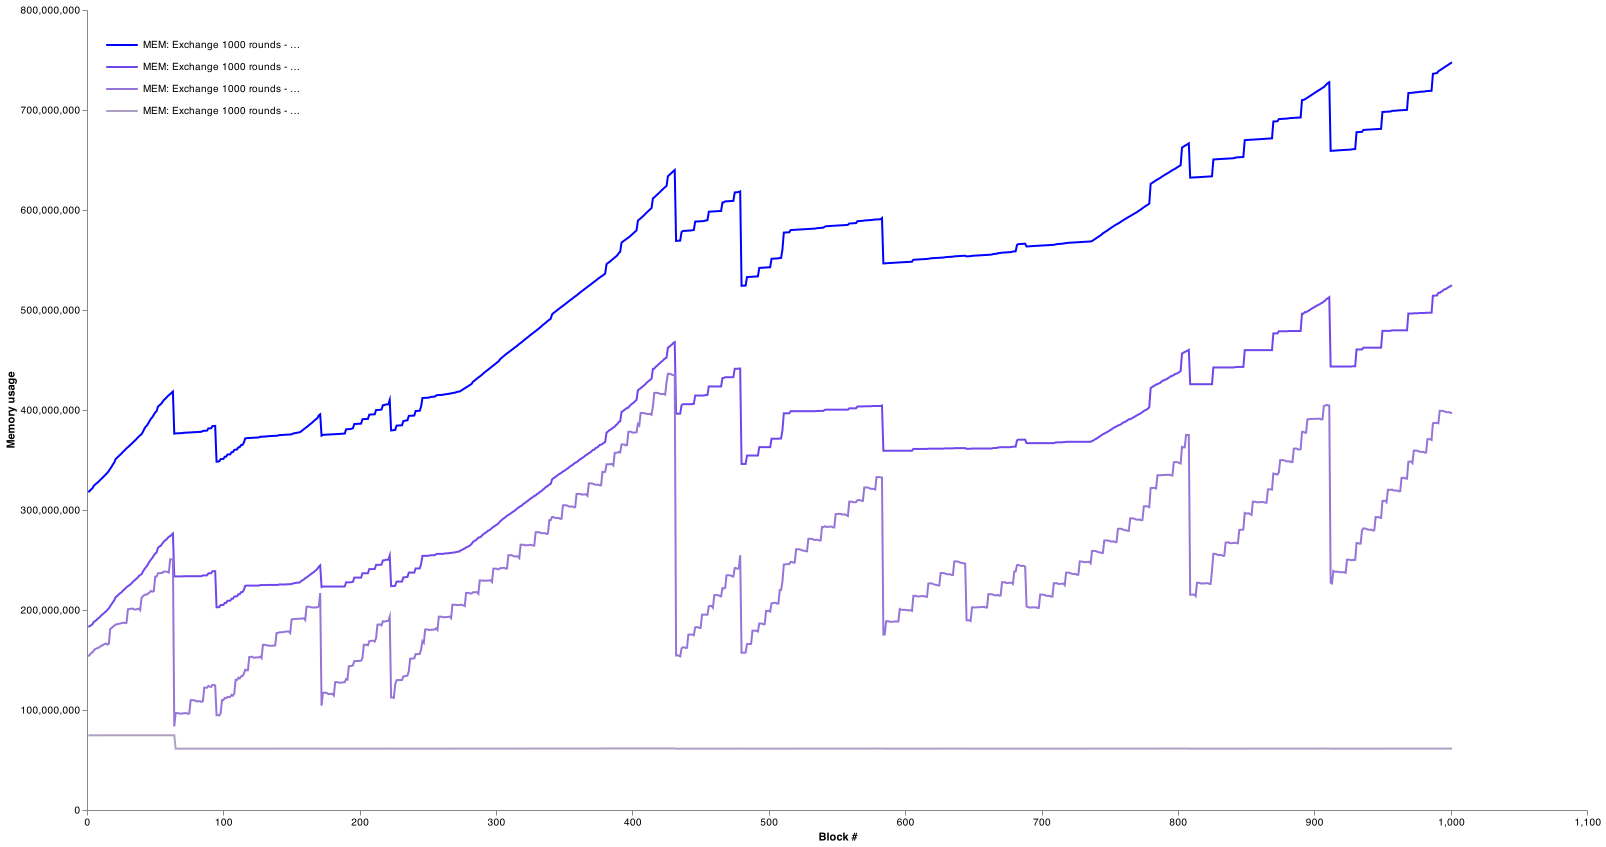 800,000,000
MEM: Exchange 1000 rounds - ...
MEM: Exchange 1000 rounds - ...
MEM: Exchange 1000 rounds - ...
MEM: Exchange 1000 rounds - ...
700,000,000
600,000,000
500,000,000
400,000,000
300,000,000
200,000,000
100,000,000
0
Memory usage
0 100 200 300 400 500 600 700 800 900 1,000 1,100
Block #